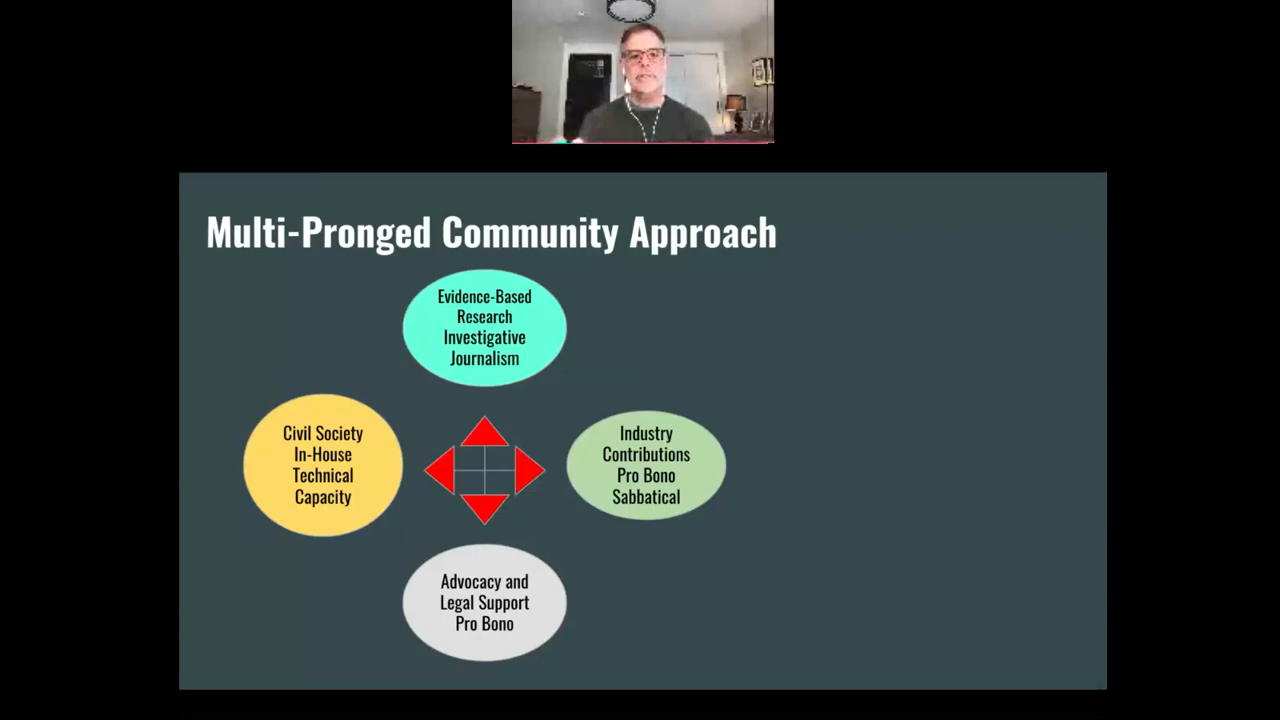 Multi-Pronged Community Approach
Evidence-Based
Research
Investigative
Journalism
Civil Society
In-House
Technical
Capacity
Industry
Contributions
Pro Bono
Sabbatical
Advocacy and
Legal Support
Pro Bono